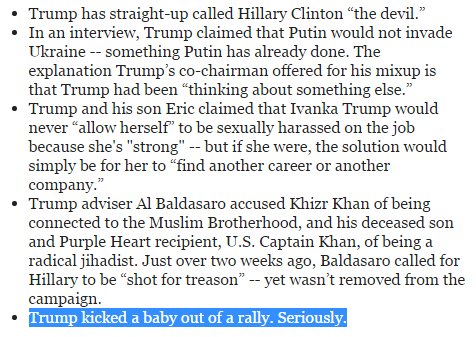 • Trump has straight-up called Hillary Clinton “the devil.”
• In an interview, Trump claimed that Putin would not invade
Ukraine -- something Putin has already done. The
explanation Trump’s co-chairman offered for his mixup is
that Trump had been “thinking about something else.”
• Trump and his son Eric claimed that Ivanka Trump would
never “allow herself” to be sexually harassed on the job
because she's "strong" -- but if she were, the solution would
simply be for her to “find another career or another
company.”
• Trump adviser Al Baldasaro accused Khizr Khan of being
connected to the Muslim Brotherhood, and his deceased son
and Purple Heart recipient, U.S. Captain Khan, of being a
radical jihadist. Just over two weeks ago, Baldasaro called for
Hillary to be “shot for treason” -- yet wasn’t removed from the
campaign.
• Trump kicked a baby out of a rally. Seriously.